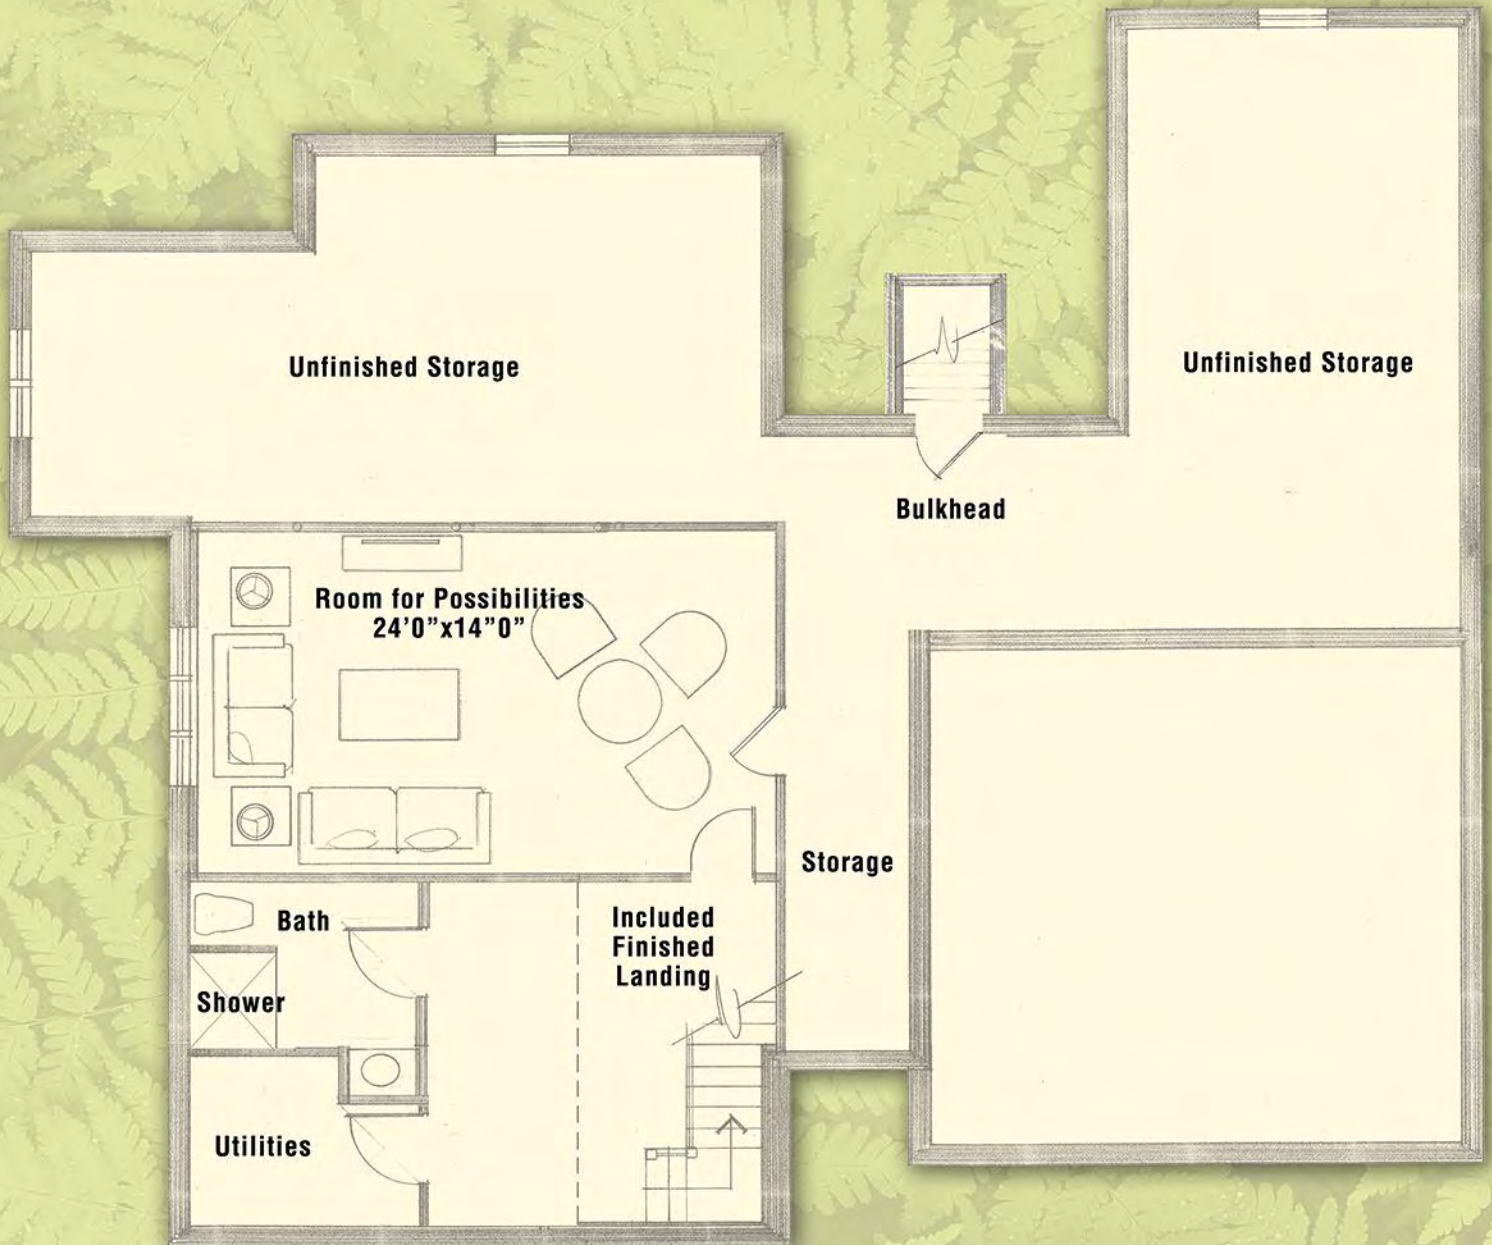 Unfinished Storage
Unfinished Storage
Bulkhead
Room for Possibilities
24’0”x14”0”
Storage
Bath
Included
Finished
Landing
Shower
Utilities